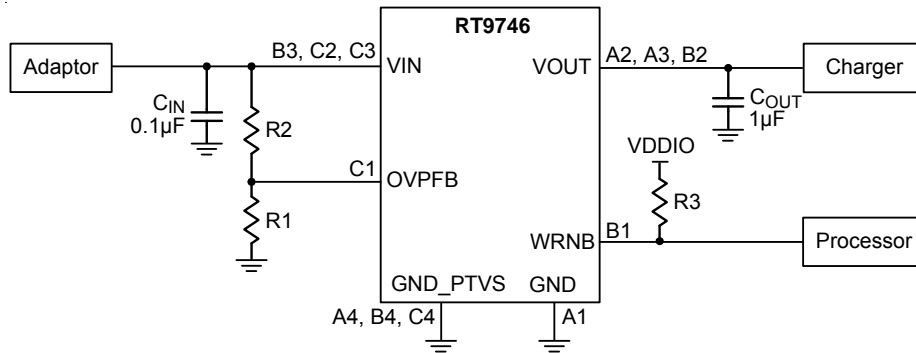 RT9746
Adaptor
B3, C2, C3
VIN
VOUT
A2, A3, B2
Charger
CIN
0.1µF
R2
COUT
1µF
VDDIO
C1
OVPFB
R3
R1
WRNB
B1
Processor
GND_PTVS
GND
A4, B4, C4
A1